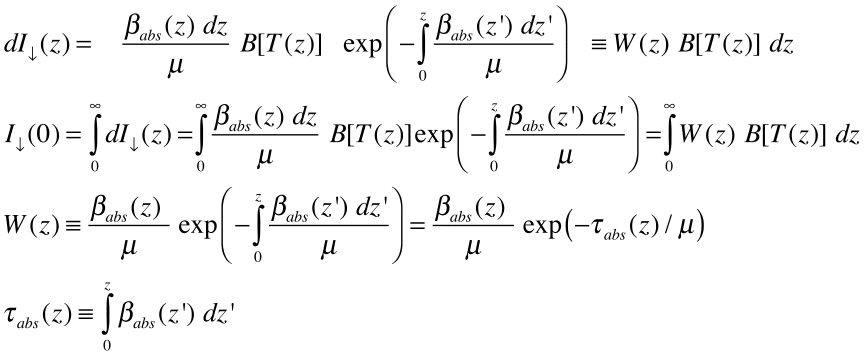 dI↓(z) = β_abs(z) dz / μ B[T(z)] exp(−∫₀^z β_abs(z') dz' / μ) ≡ W(z) B[T(z)] dz
I↓(0) = ∫₀^∞ dI↓(z) = ∫₀^∞ β_abs(z) dz / μ B[T(z)] exp(−∫₀^z β_abs(z') dz' / μ) = ∫₀^∞ W(z) B[T(z)] dz
W(z) ≡ β_abs(z) / μ exp(−∫₀^z β_abs(z') dz' / μ) = β_abs(z) / μ exp(−τ_abs(z) / μ)
τ_abs(z) ≡ ∫₀^z β_abs(z') dz'